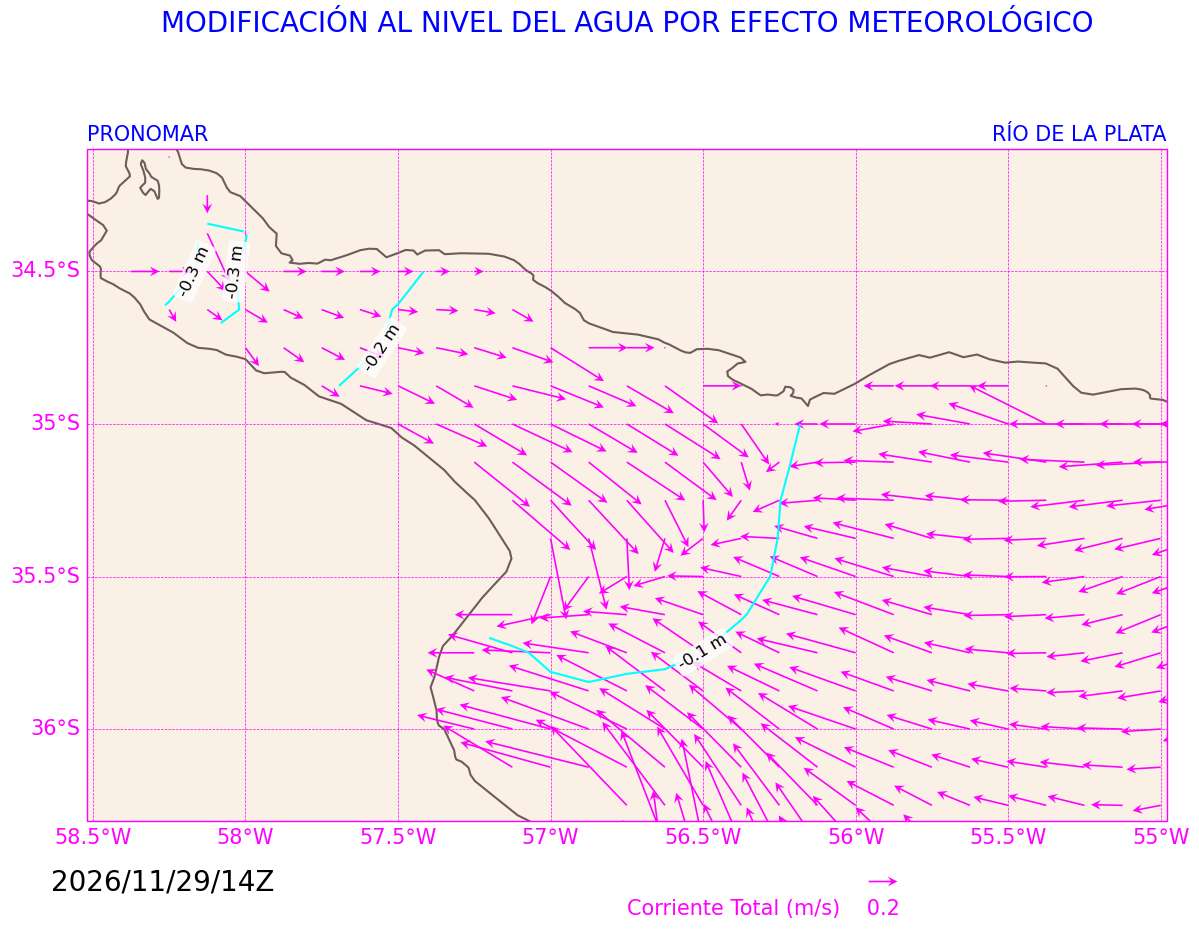 MODIFICACIÓN AL NIVEL DEL AGUA POR EFECTO METEOROLÓGICO
PRONOMAR
RÍO DE LA PLATA
-0.3 m
-0.3 m
34.5°S
-0.2 m
35°S
35.5°S
-0.1 m
36°S
58.5°W 58°W 57.5°W 57°W 56.5°W 56°W 55.5°W 55°W
2026/11/29/14Z
Corriente Total (m/s) 0.2